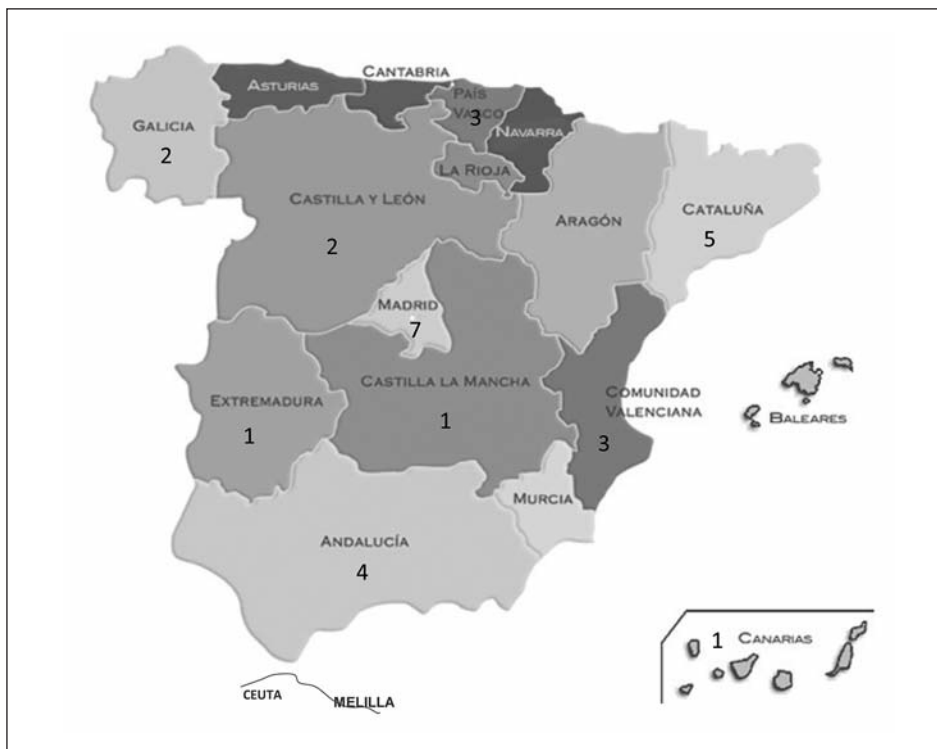 CANTABRIA
ASTURIAS
PAÍS
VASCO
3
NAVARRA
GALICIA
2
LA RIOJA
CASTILLA Y LEÓN
2
ARAGÓN
CATALUÑA
5
MADRID
7
CASTILLA LA MANCHA
1
EXTREMADURA
1
COMUNIDAD
VALENCIANA
3
BALEARES
MURCIA
ANDALUCÍA
4
1 CANARIAS
CEUTA
MELILLA